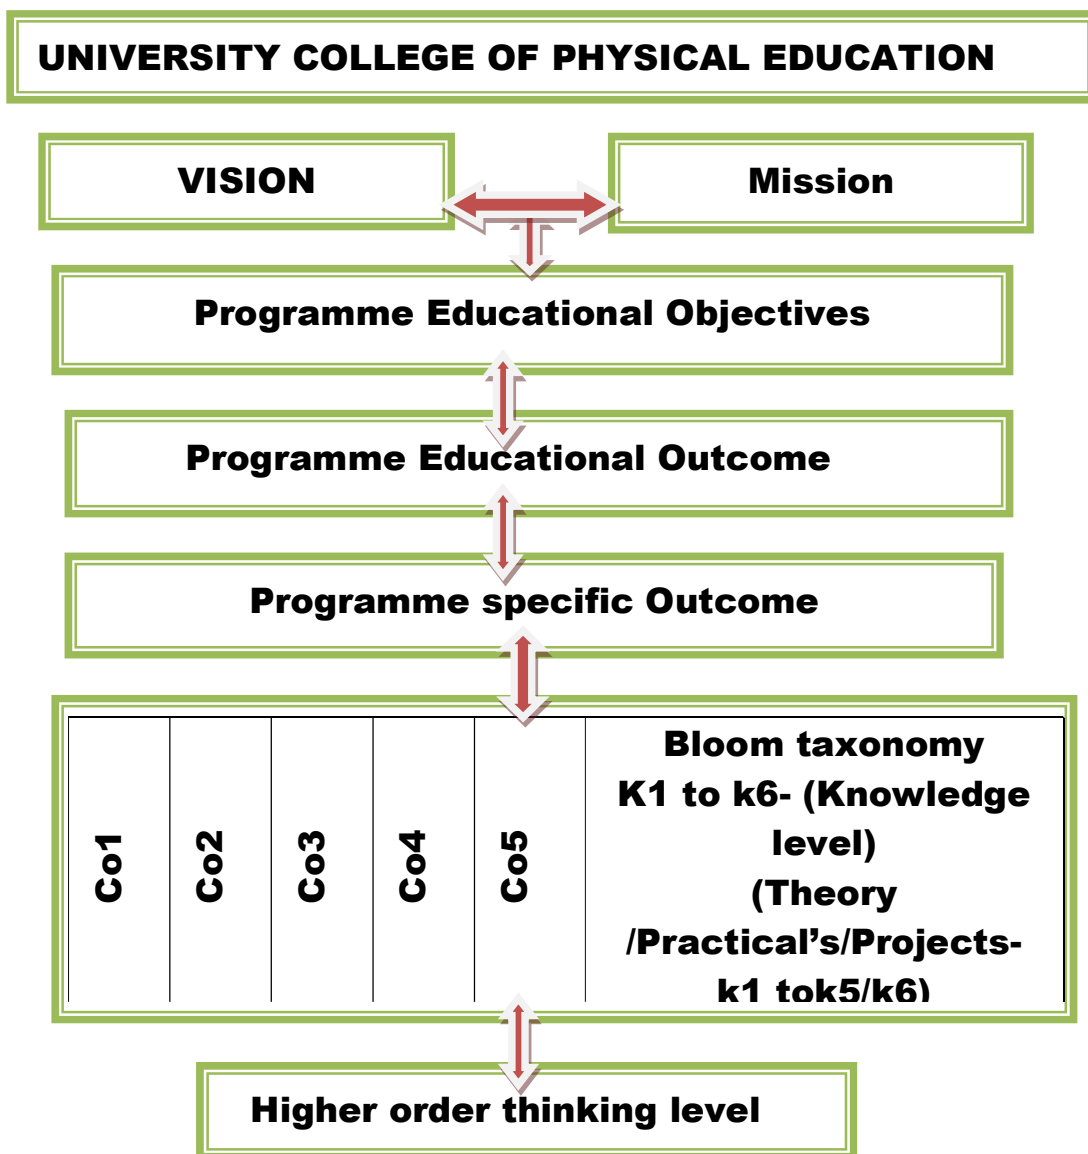 UNIVERSITY COLLEGE OF PHYSICAL EDUCATION
VISION
Mission
Programme Educational Objectives
Programme Educational Outcome
Programme specific Outcome
Co1
Co2
Co3
Co4
Co5
Bloom taxonomy
K1 to k6- (Knowledge
level)
(Theory
/Practical’s/Projects-
k1 tok5/k6)
Higher order thinking level